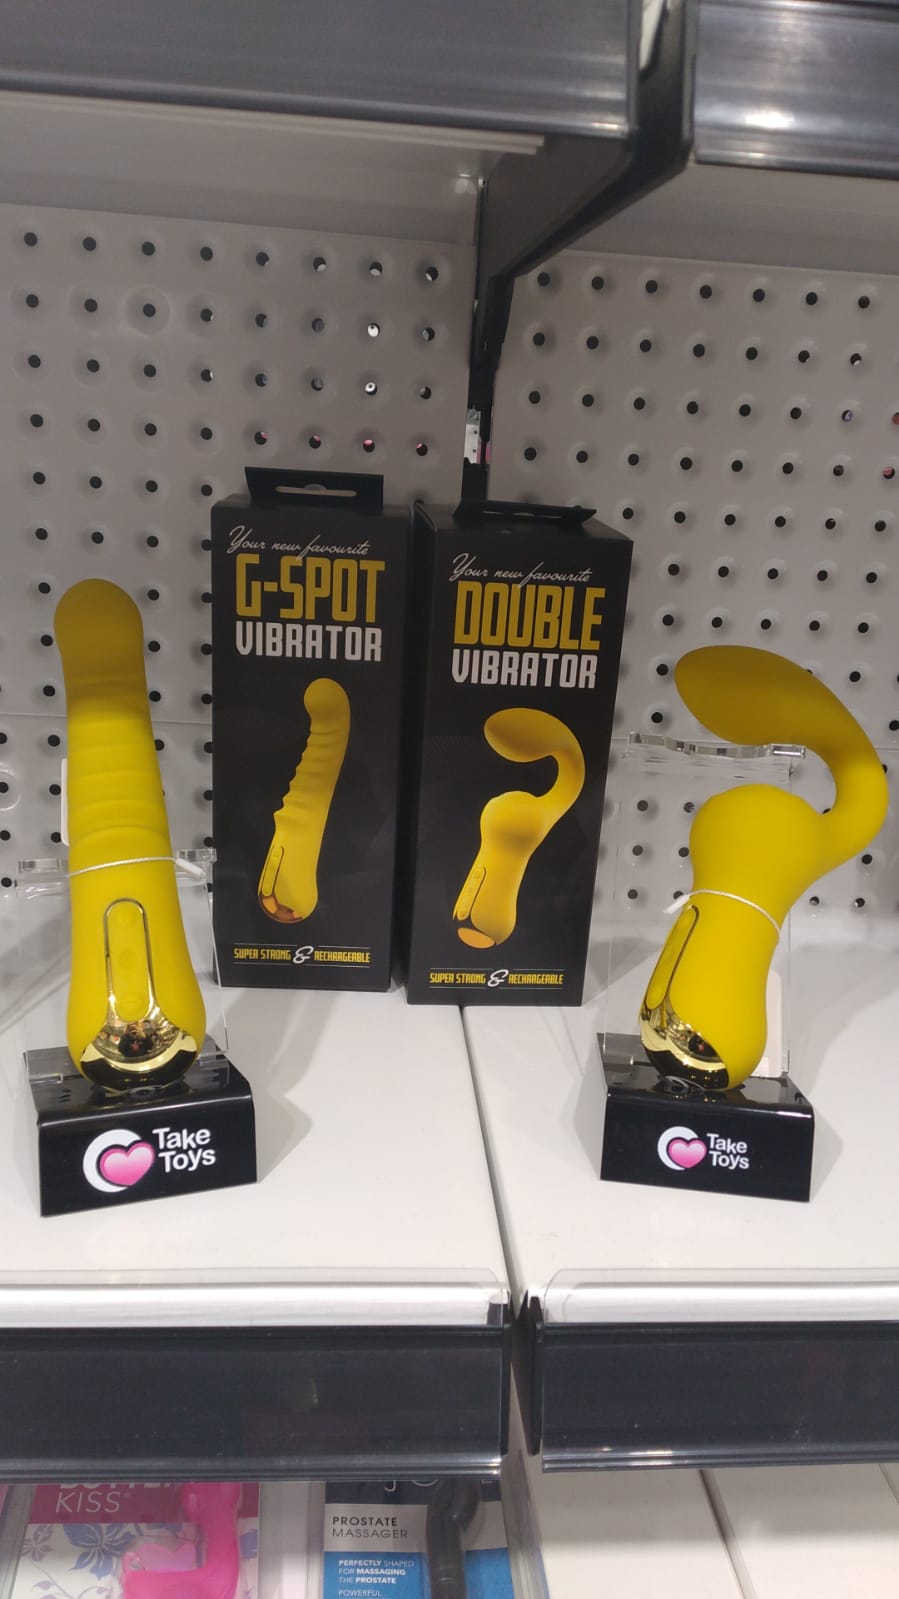 Your new favourite
G-SPOT
VIBRATOR
SUPER STRONG & RECHARGEABLE
Your new favourite
DOUBLE
VIBRATOR
SUPER STRONG & RECHARGEABLE
Take
Toys
Take
Toys
KISS®
PROSTATE
MASSAGER
PERFECTLY SHAPED
FOR MASSAGING
THE PROSTATE
POWERFUL